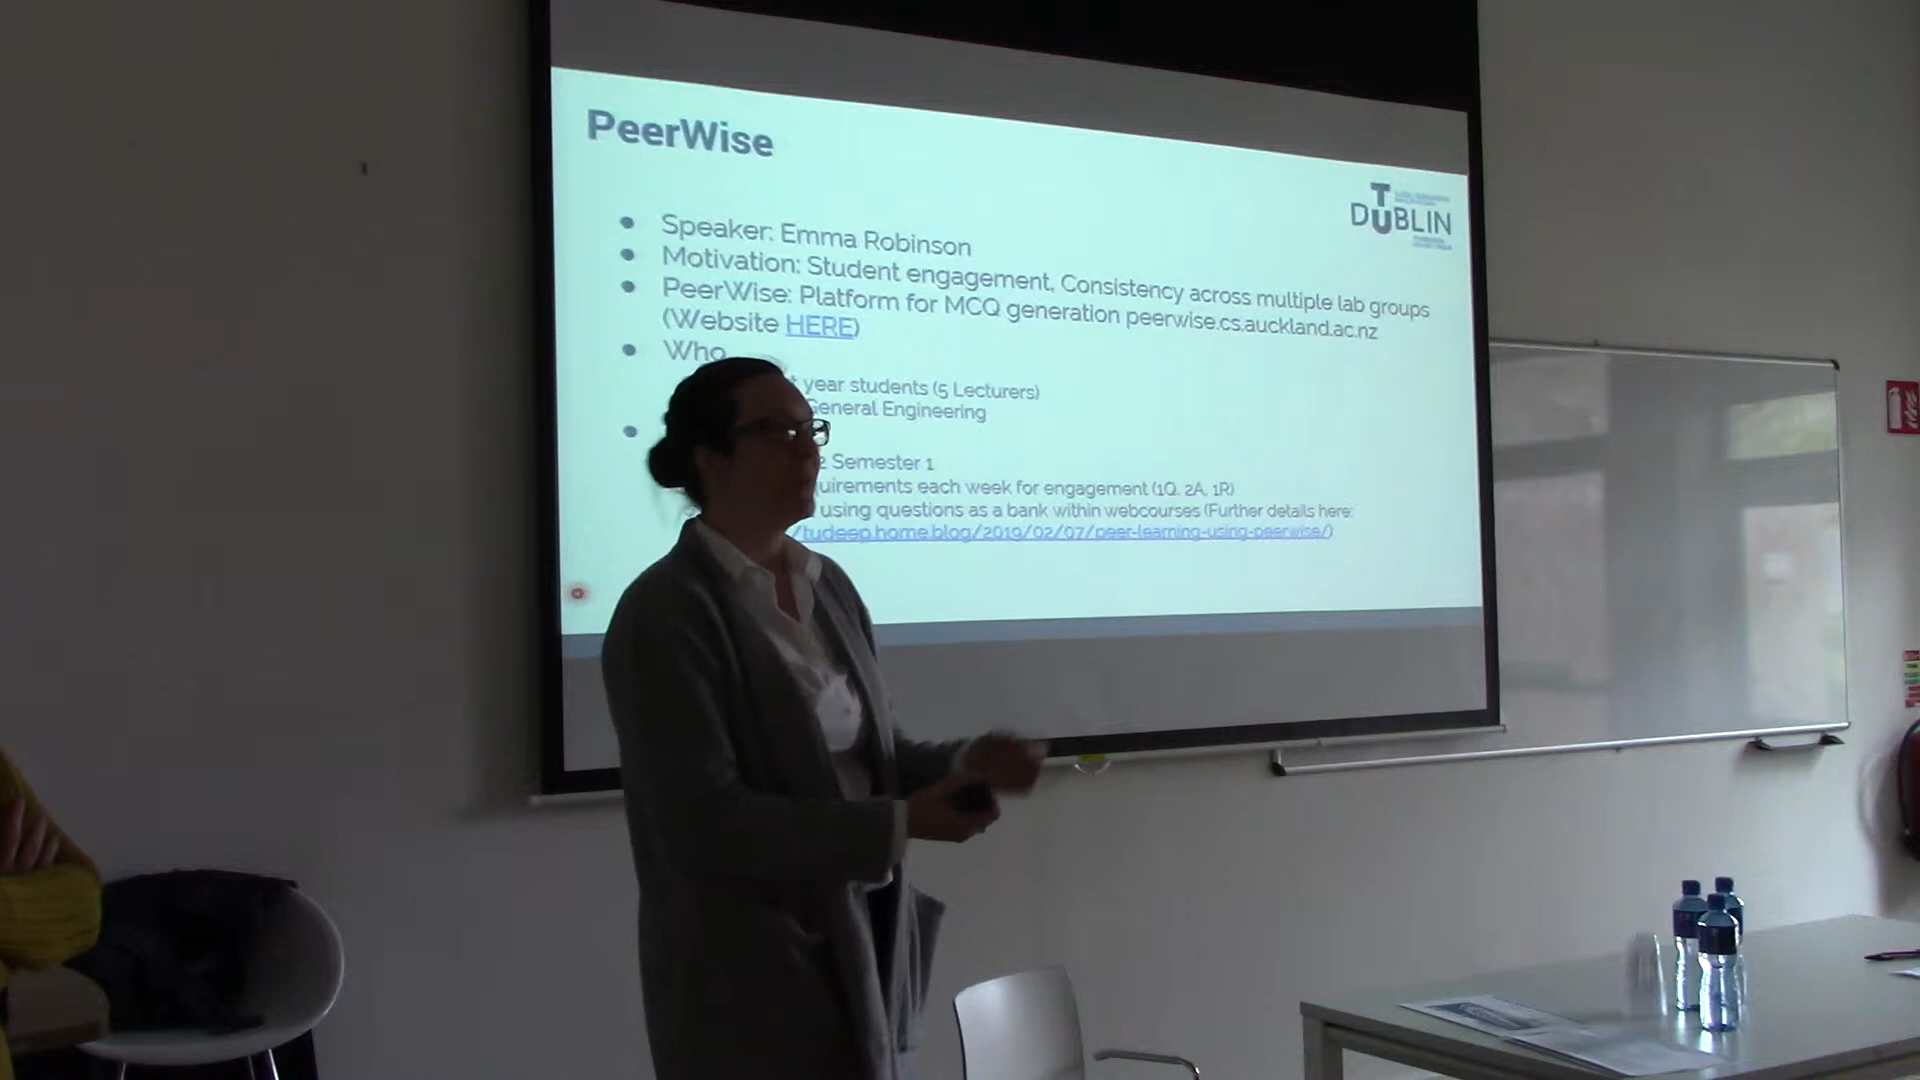 PeerWise
T
DUBLIN
Speaker: Emma Robinson
Motivation: Student engagement, Consistency across multiple lab groups
PeerWise: Platform for MCQ generation peerwise.cs.auckland.ac.nz
(Website HERE)
Who
year students (5 Lecturers)
General Engineering
2 Semester 1
uirements each week for engagement (1Q, 2A, 1R)
using questions as a bank within webcourses (Further details here:
/tudeep.home.blog/2019/02/07/peer-learning-using-peerwise/)